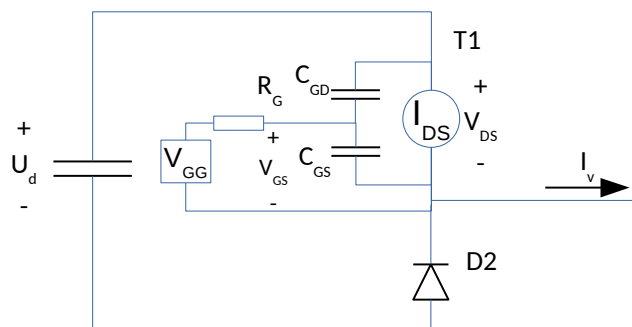 T1
C_GD
R_G
+
I_DS
V_DS
-
+
U_d
-
V_GG
+
V_GS
-
C_GS
I_v
D2